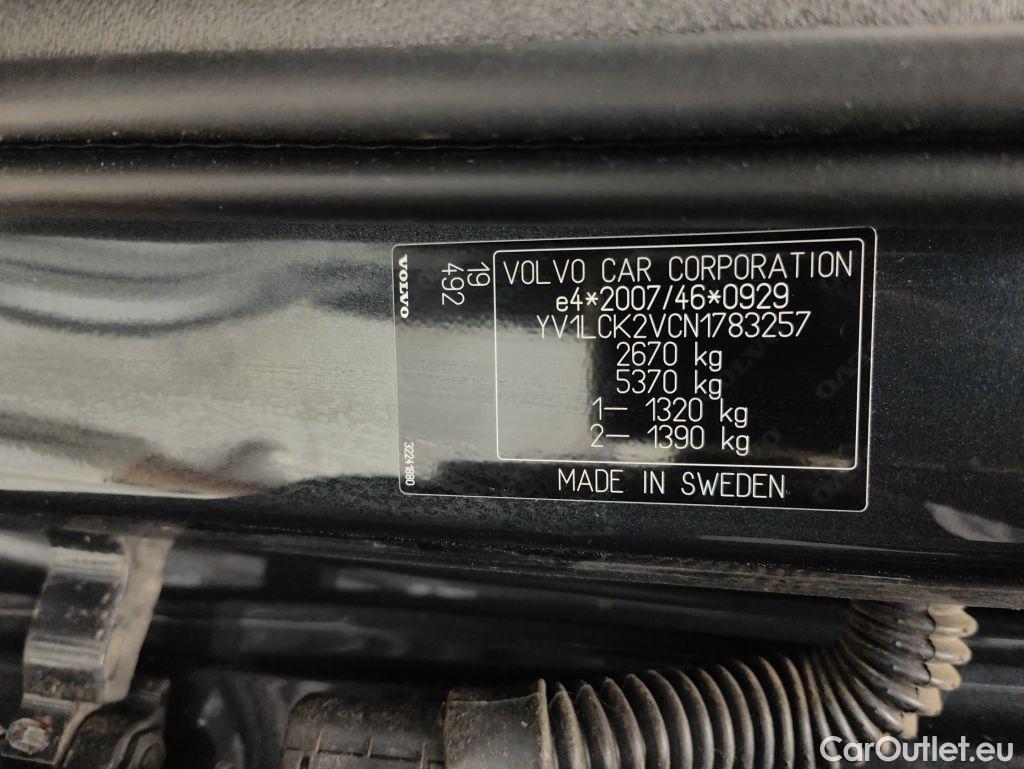 VOLVO
19
492
VOLVO CAR CORPORATION
e4*2007/46*0929
YV1LCK2VCN1783257
2670 kg
5370 kg
1— 1320 kg
2— 1390 kg
32241880
MADE IN SWEDEN
CarOutlet.eu